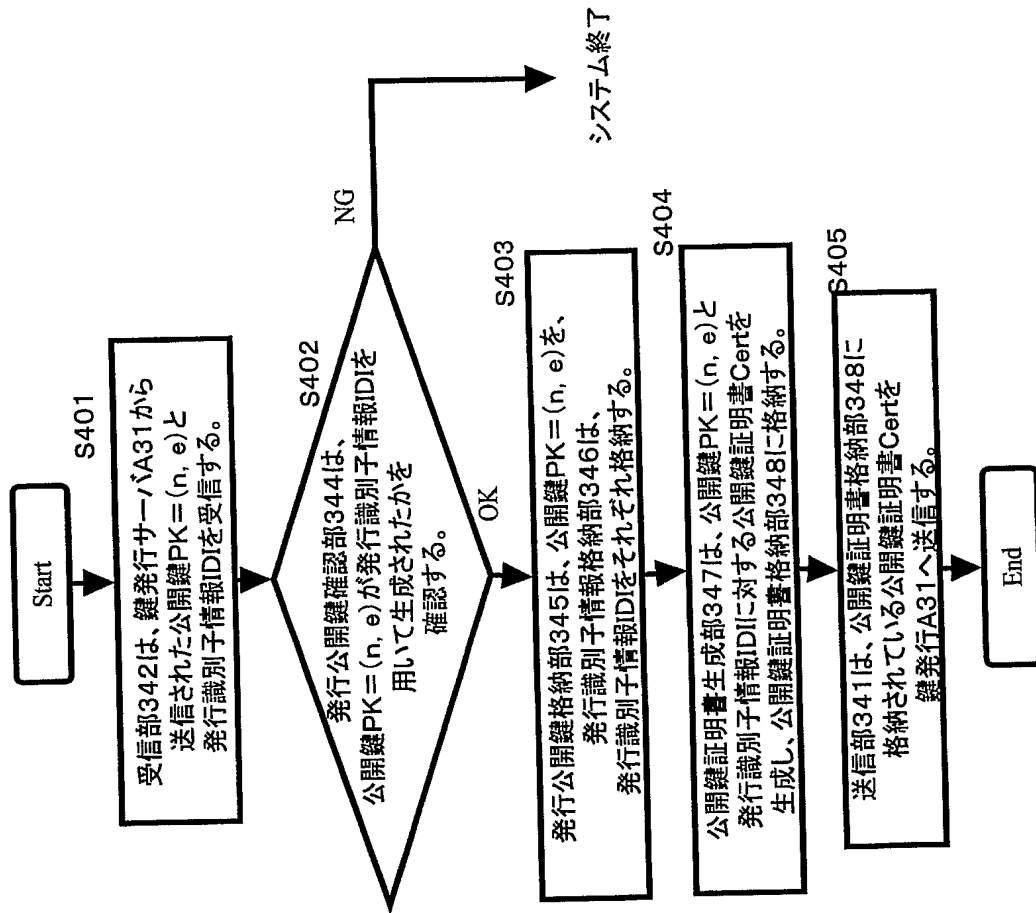 Start
S401
受信部342は、鍵発行サーバA31から
送信された公開鍵PK=(n, e)と
発行識別子情報IDIを受信する。
S402
発行公開鍵確認部344は、
公開鍵PK=(n, e)が発行識別子情報IDIを
用いて生成されたかを
確認する。
NG
システム終了
OK
S403
発行公開鍵格納部345は、公開鍵PK=(n, e)を、
発行識別子情報格納部346は、
発行識別子情報IDIをそれぞれ格納する。
S404
公開鍵証明書生成部347は、公開鍵PK=(n, e)と
発行識別子情報IDIに対する公開鍵証明書Certを
生成し、公開鍵証明書格納部348に格納する。
S405
送信部341は、公開鍵証明書格納部348に
格納されている公開鍵証明書Certを
鍵発行A31へ送信する。
End